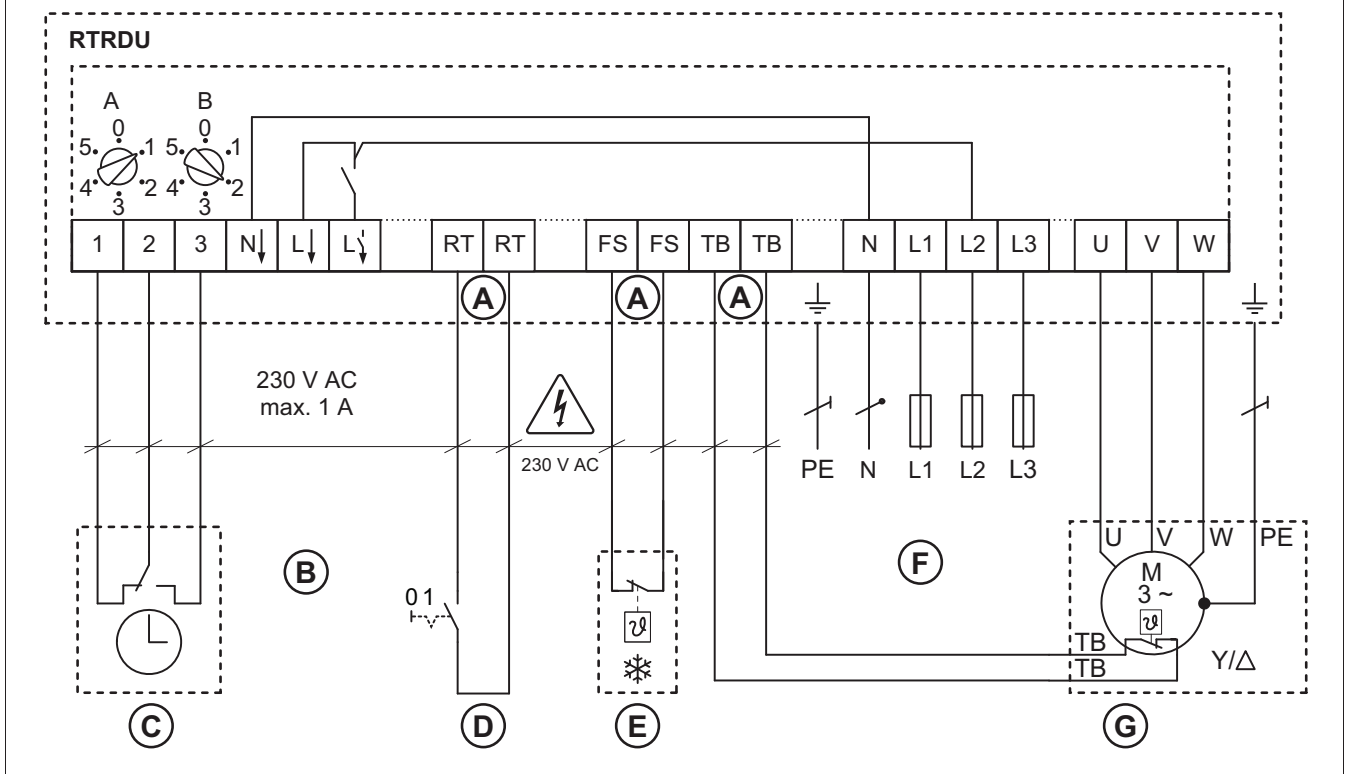 RTRDU
A B
0 0
5 1 5 1
4 2 4 2
3 3
1 2 3 N L L RT RT FS FS TB TB N L1 L2 L3 U V W
A A A
230 V AC
max. 1 A
230 V AC
PE N L1 L2 L3
U V W PE
B F
M
3 ~
0 1
ϑ ϑ
TB
TB
Y/△
C D E G